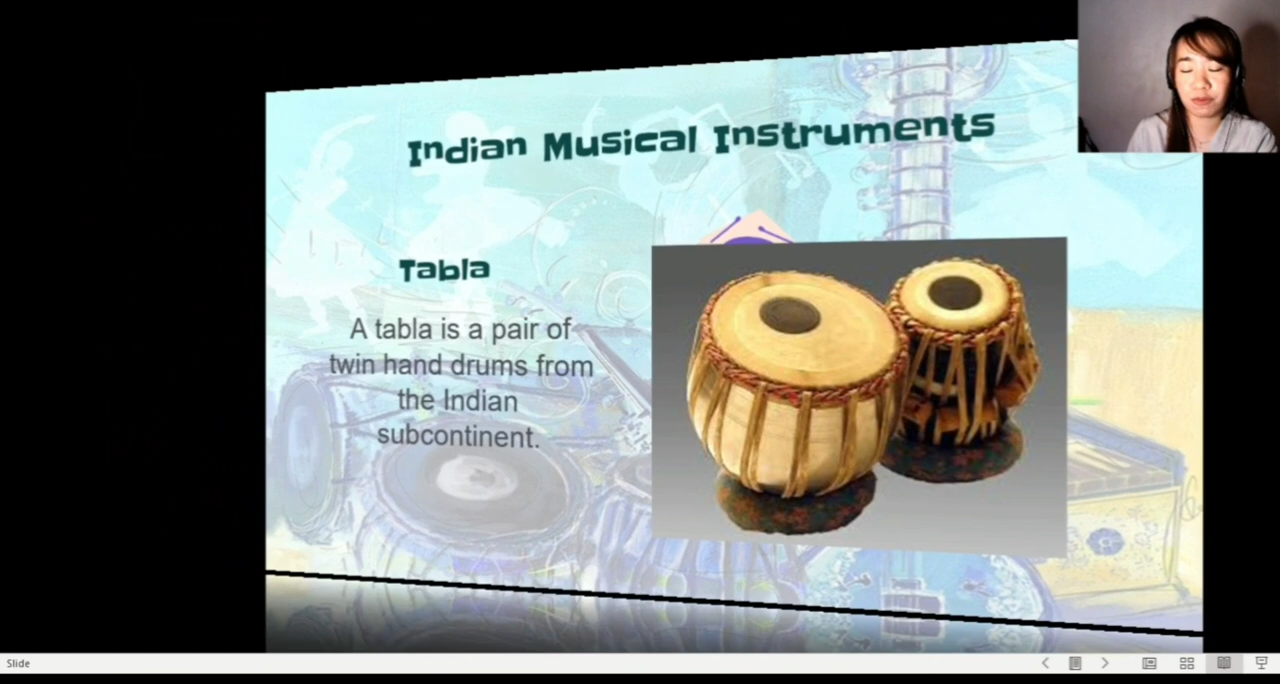 Indian Musical Instruments
Tabla
A tabla is a pair of
twin hand drums from
the Indian
subcontinent.
Slide